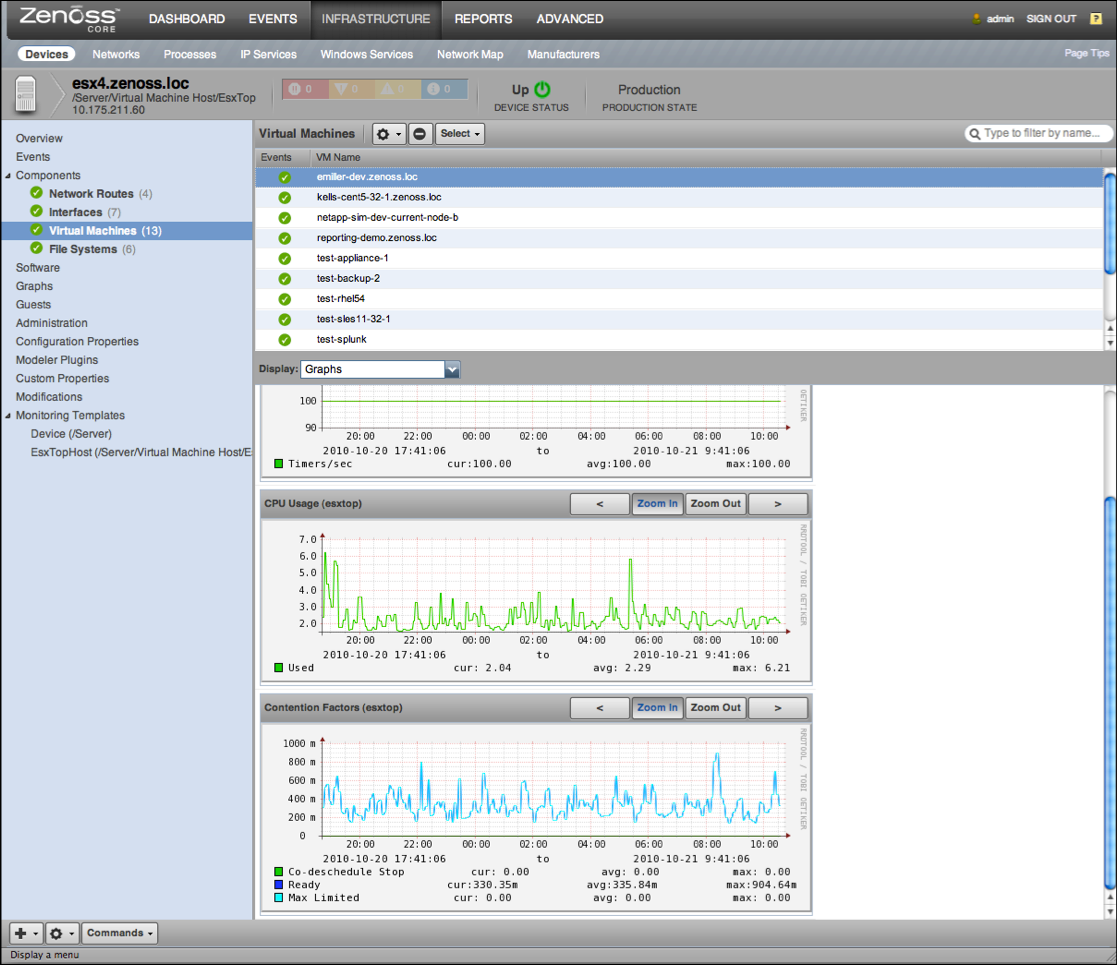 Zenoss™
CORE
DASHBOARD EVENTS INFRASTRUCTURE REPORTS ADVANCED
admin SIGN OUT ?
Devices Networks Processes IP Services Windows Services Network Map Manufacturers Page Tips
esx4.zenoss.loc
/Server/Virtual Machine Host/EsxTop
10.175.211.60
0 0 0 0
Up
DEVICE STATUS
Production
PRODUCTION STATE
Overview
Events
Components
Network Routes (4)
Interfaces (7)
Virtual Machines (13)
File Systems (6)
Software
Graphs
Guests
Administration
Configuration Properties
Modeler Plugins
Custom Properties
Modifications
Monitoring Templates
Device (/Server)
EsxTopHost (/Server/Virtual Machine Host/E
Virtual Machines Select Type to filter by name...
Events VM Name
emiller-dev.zenoss.loc
kells-cent5-32-1.zenoss.loc
netapp-sim-dev-current-node-b
reporting-demo.zenoss.loc
test-appliance-1
test-backup-2
test-rhel54
test-sles11-32-1
test-splunk
Display: Graphs
100
90
OETIKER
20:00 22:00 00:00 02:00 04:00 06:00 08:00 10:00
2010-10-20 17:41:06 to 2010-10-21 9:41:06
Timers/sec cur:100.00 avg:100.00 max:100.00
CPU Usage (esxtop) < Zoom In Zoom Out >
7.0
6.0
5.0
4.0
3.0
2.0
RRDTOOL / TOBI OETIKER
20:00 22:00 00:00 02:00 04:00 06:00 08:00 10:00
2010-10-20 17:41:06 to 2010-10-21 9:41:06
Used cur: 2.04 avg: 2.29 max: 6.21
Contention Factors (esxtop) < Zoom In Zoom Out >
1000 m
800 m
600 m
400 m
200 m
0
RRDTOOL / TOBI OETIKER
20:00 22:00 00:00 02:00 04:00 06:00 08:00 10:00
2010-10-20 17:41:06 to 2010-10-21 9:41:06
Co-deschedule Stop cur: 0.00 avg: 0.00 max: 0.00
Ready cur:330.35m avg:335.84m max:904.64m
Max Limited cur: 0.00 avg: 0.00 max: 0.00
Commands
Display a menu